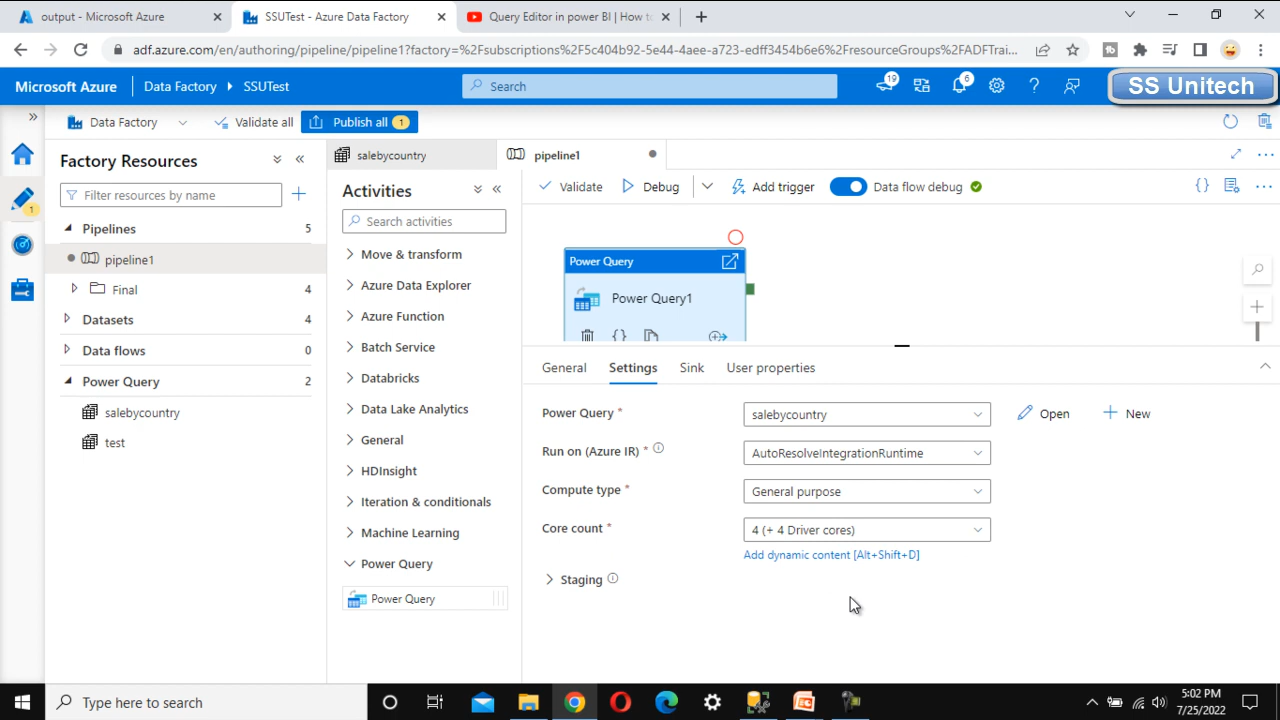 output - Microsoft Azure
SSUTest - Azure Data Factory
Query Editor in power BI | How to
adf.azure.com/en/authoring/pipeline/pipeline1?factory=%2Fsubscriptions%2F5c404b92-5e44-4aee-a723-edff3454b6e6%2FresourceGroups%2FADFTrai...
Microsoft Azure
Data Factory
SSUTest
Search
19
6
SS Unitech
Data Factory
Validate all
Publish all 1
Factory Resources
Filter resources by name
Pipelines 5
pipeline1
Final 4
Datasets 4
Data flows 0
Power Query 2
salebycountry
test
1
salebycountry
pipeline1
Activities
Search activities
Move & transform
Azure Data Explorer
Azure Function
Batch Service
Databricks
Data Lake Analytics
General
HDInsight
Iteration & conditionals
Machine Learning
Power Query
Power Query
Validate
Debug
Add trigger
Data flow debug
Power Query
Power Query1
General
Settings
Sink
User properties
Power Query *
salebycountry
Open
New
Run on (Azure IR) *
AutoResolveIntegrationRuntime
Compute type *
General purpose
Core count *
4 (+ 4 Driver cores)
Add dynamic content [Alt+Shift+D]
Staging
Type here to search
5:02 PM
7/25/2022